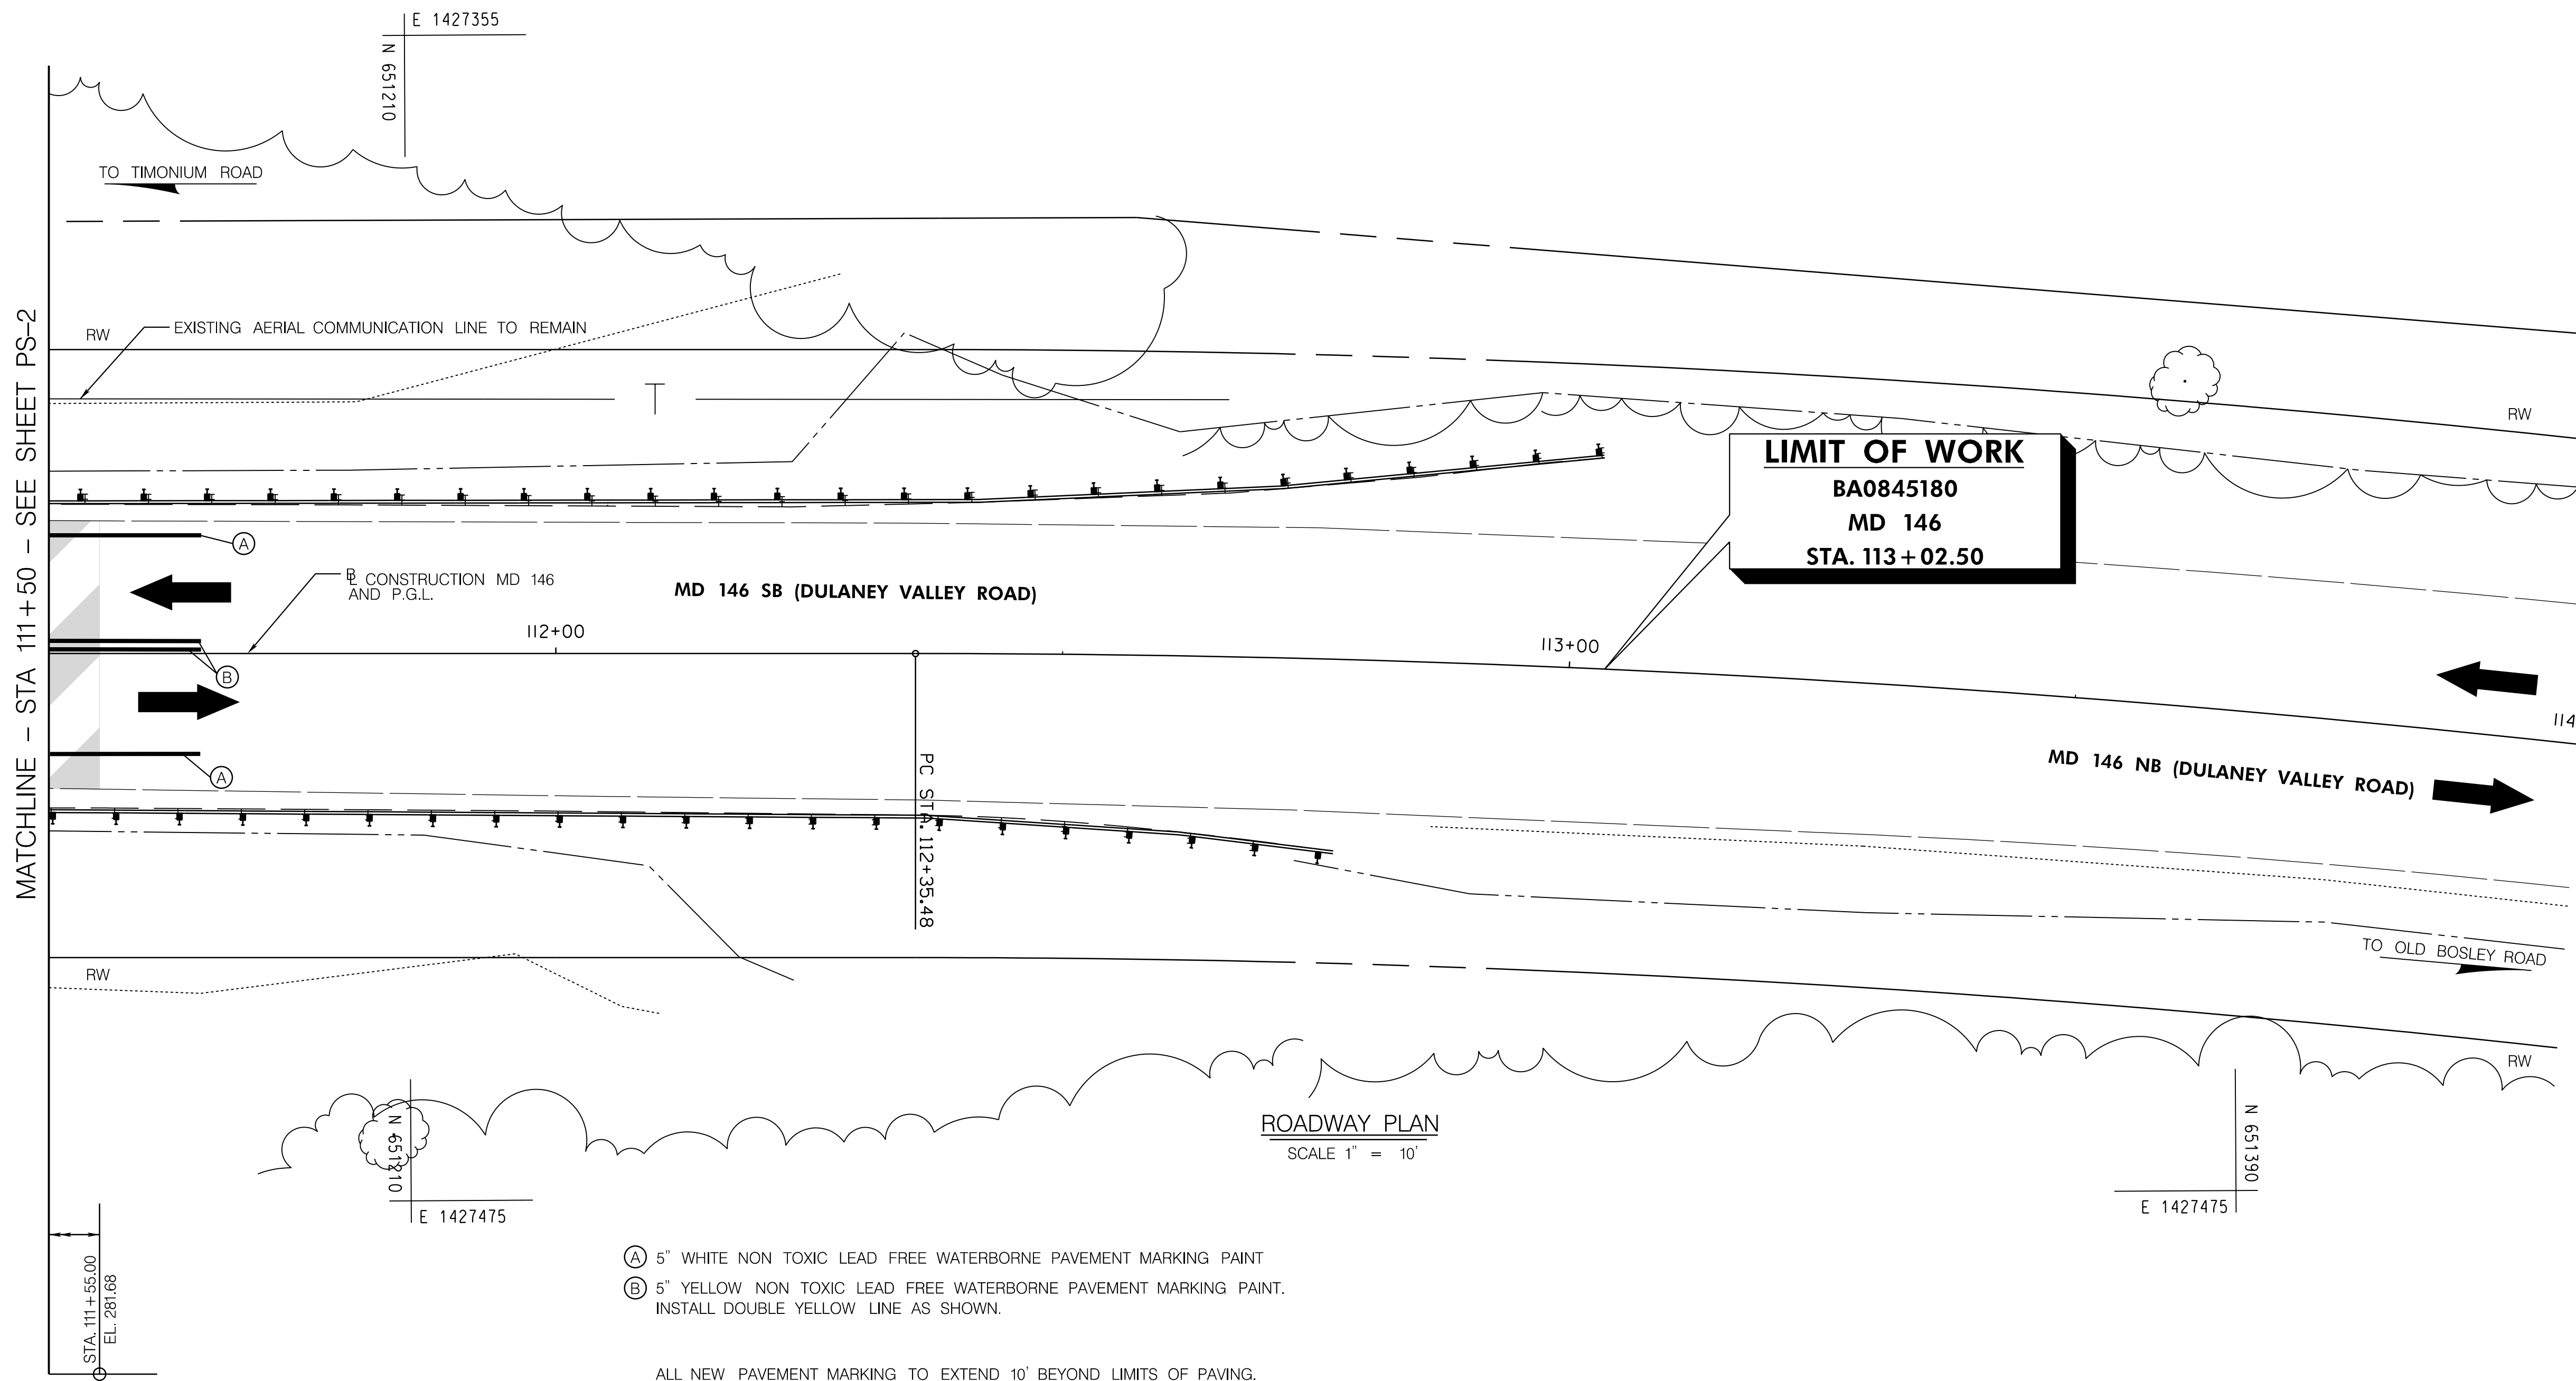 E 1427355
N 651210
TO TIMONIUM ROAD
MATCHLINE – STA 111+50 – SEE SHEET PS–2
RW
EXISTING AERIAL COMMUNICATION LINE TO REMAIN
T
RW
LIMIT OF WORK
BA0845180
MD 146
STA. 113+02.50
A
BL CONSTRUCTION MD 146
AND P.G.L.
MD 146 SB (DULANEY VALLEY ROAD)
112+00
113+00
B
114
A
PC STA. 112+35.48
MD 146 NB (DULANEY VALLEY ROAD)
TO OLD BOSLEY ROAD
RW
RW
N 651210
E 1427475
ROADWAY PLAN
SCALE 1" = 10'
N 651390
E 1427475
STA. 111+55.00
EL. 281.68
A 5" WHITE NON TOXIC LEAD FREE WATERBORNE PAVEMENT MARKING PAINT
B 5" YELLOW NON TOXIC LEAD FREE WATERBORNE PAVEMENT MARKING PAINT.
INSTALL DOUBLE YELLOW LINE AS SHOWN.
ALL NEW PAVEMENT MARKING TO EXTEND 10' BEYOND LIMITS OF PAVING.